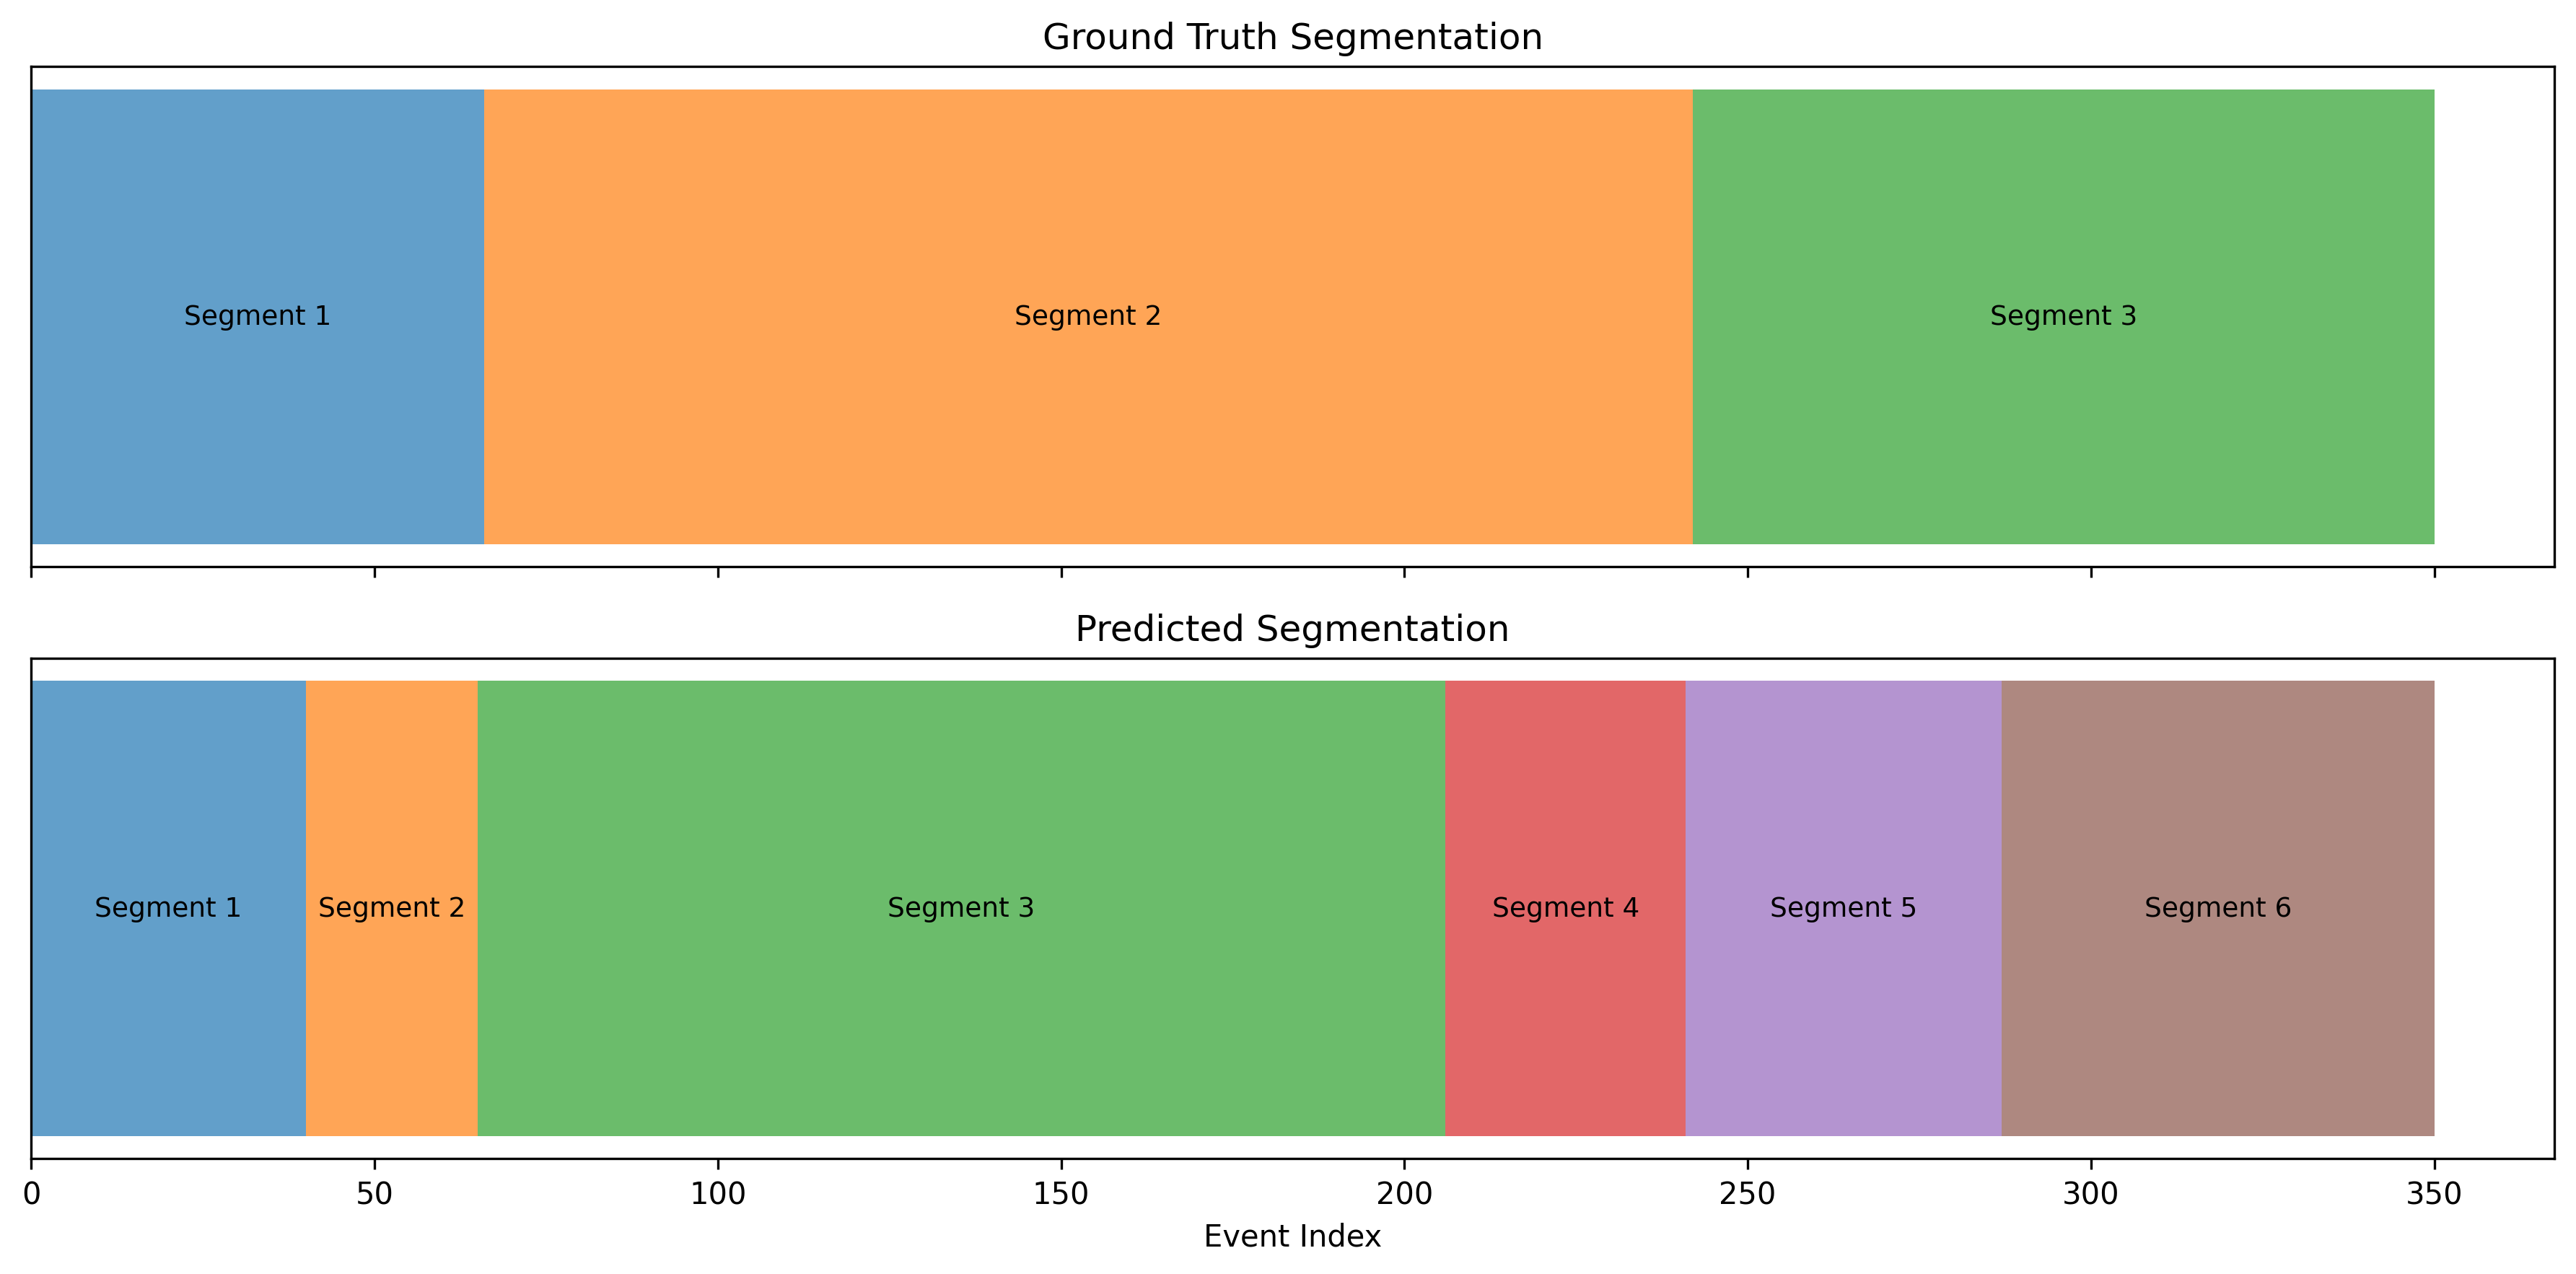 Ground Truth Segmentation
Segment 1 Segment 2 Segment 3
Predicted Segmentation
Segment 1 Segment 2 Segment 3 Segment 4 Segment 5 Segment 6
0 50 100 150 200 250 300 350
Event Index